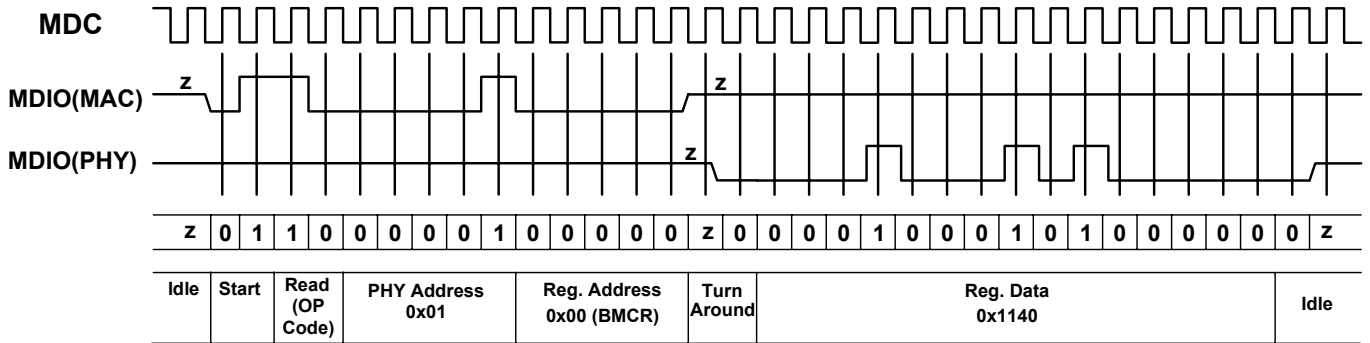 MDC
z z
MDIO(MAC)
MDIO(PHY) z
z 0 1 1 0 0 0 0 0 1 0 0 0 0 0 z 0 0 0 0 1 0 0 0 1 0 1 0 0 0 0 0 0 z
Idle Start Read (OP Code) PHY Address 0x01 Reg. Address 0x00 (BMCR) Turn Around Reg. Data 0x1140 Idle